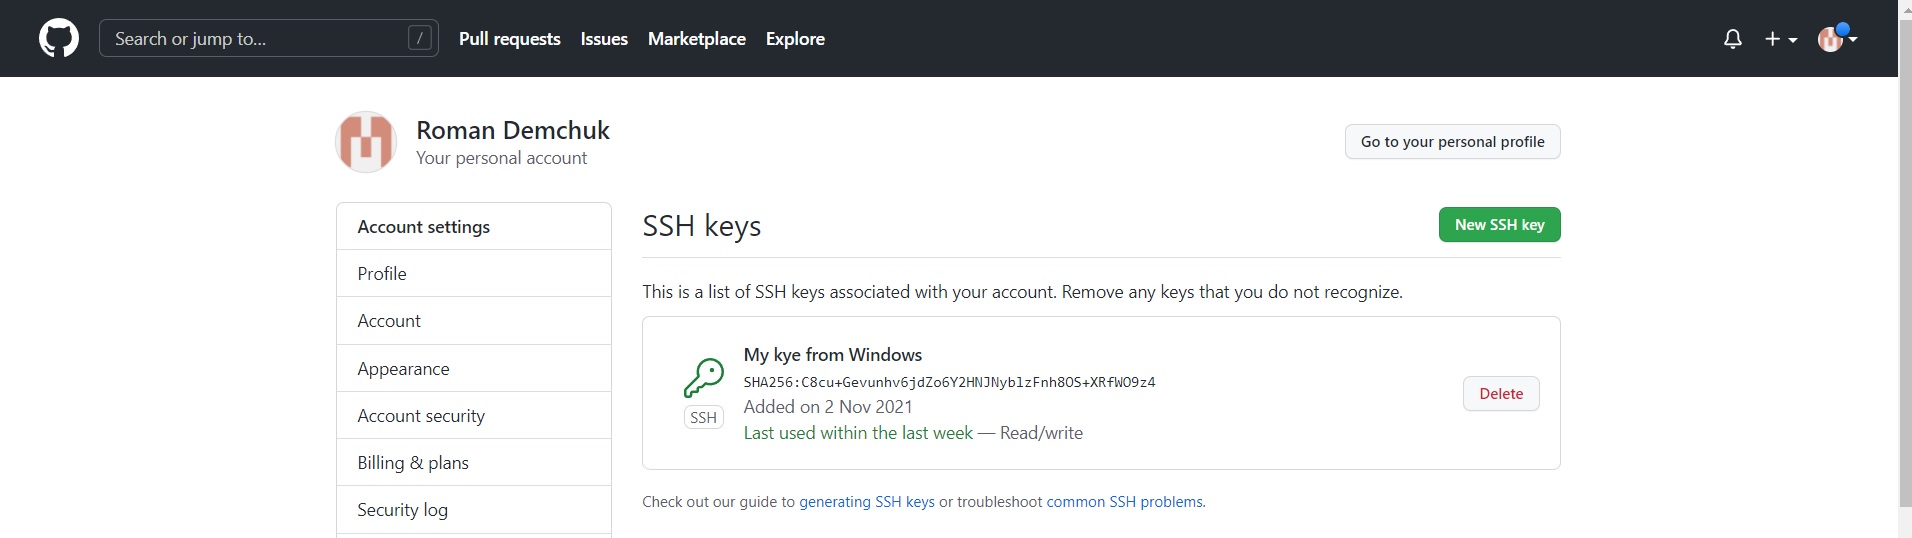 Search or jump to... /
Pull requests Issues Marketplace Explore
Roman Demchuk
Your personal account
Go to your personal profile
Account settings
Profile
Account
Appearance
Account security
Billing & plans
Security log
SSH keys
New SSH key
This is a list of SSH keys associated with your account. Remove any keys that you do not recognize.
My kye from Windows
SHA256:C8cu+Gevunhv6jdZo6Y2HNJNyblzFnh8OS+XRfWO9z4
Added on 2 Nov 2021
Last used within the last week — Read/write
SSH
Delete
Check out our guide to generating SSH keys or troubleshoot common SSH problems.